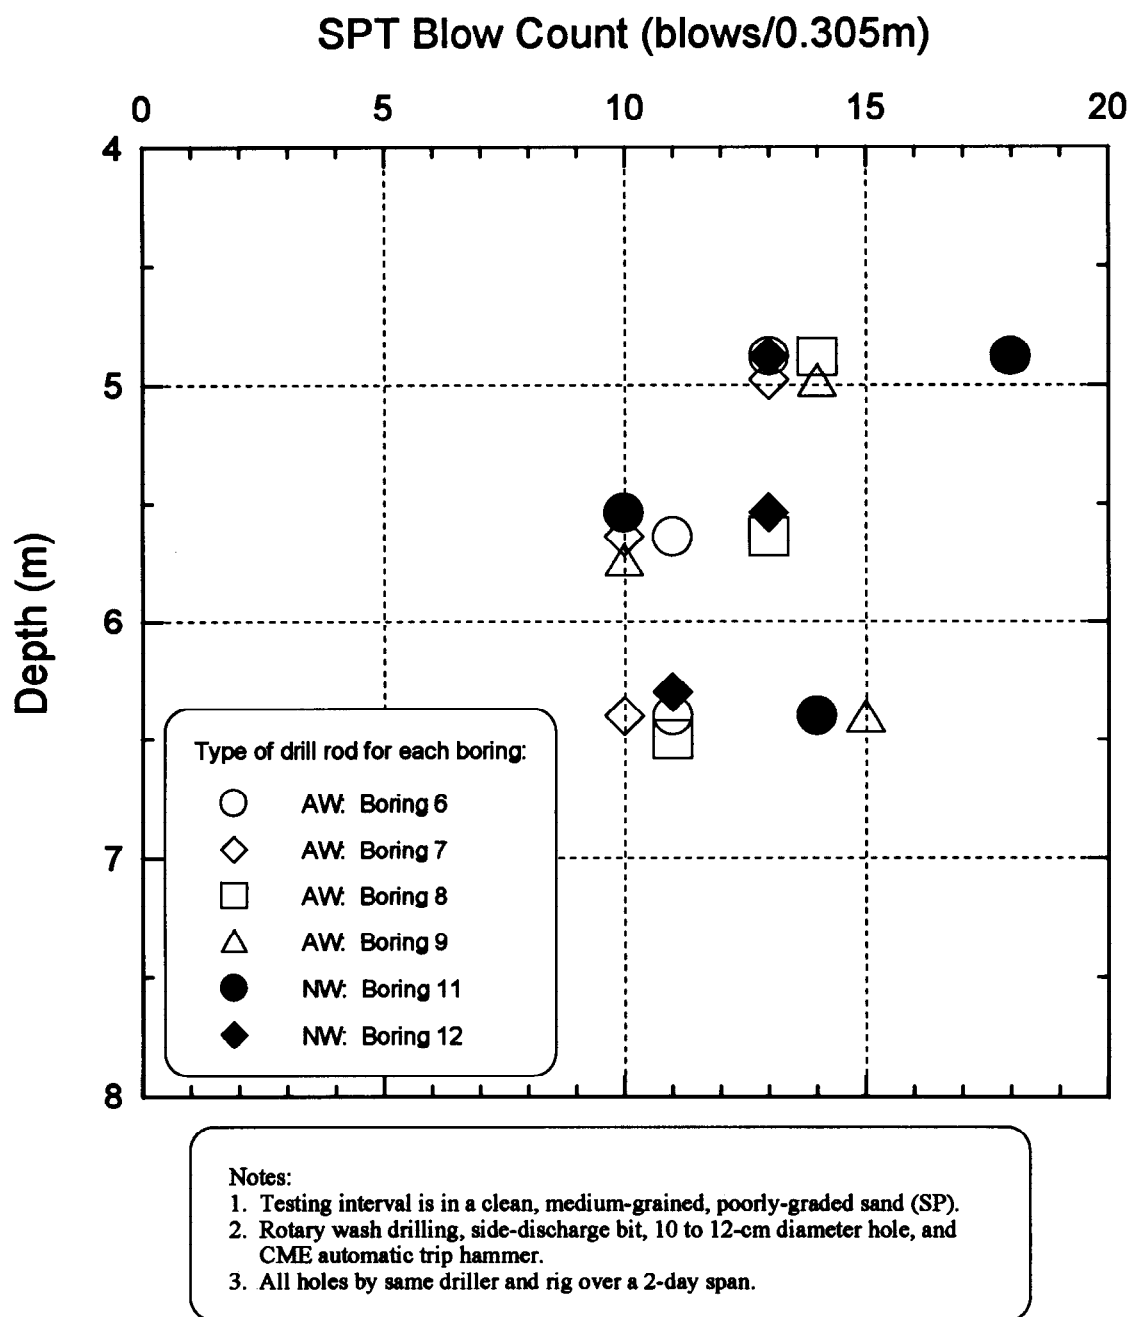 SPT Blow Count (blows/0.305m)
0 5 10 15 20
4
5
6
7
8
Depth (m)
Type of drill rod for each boring:
AW: Boring 6
AW: Boring 7
AW: Boring 8
AW: Boring 9
NW: Boring 11
NW: Boring 12
Notes:
1. Testing interval is in a clean, medium-grained, poorly-graded sand (SP).
2. Rotary wash drilling, side-discharge bit, 10 to 12-cm diameter hole, and
CME automatic trip hammer.
3. All holes by same driller and rig over a 2-day span.